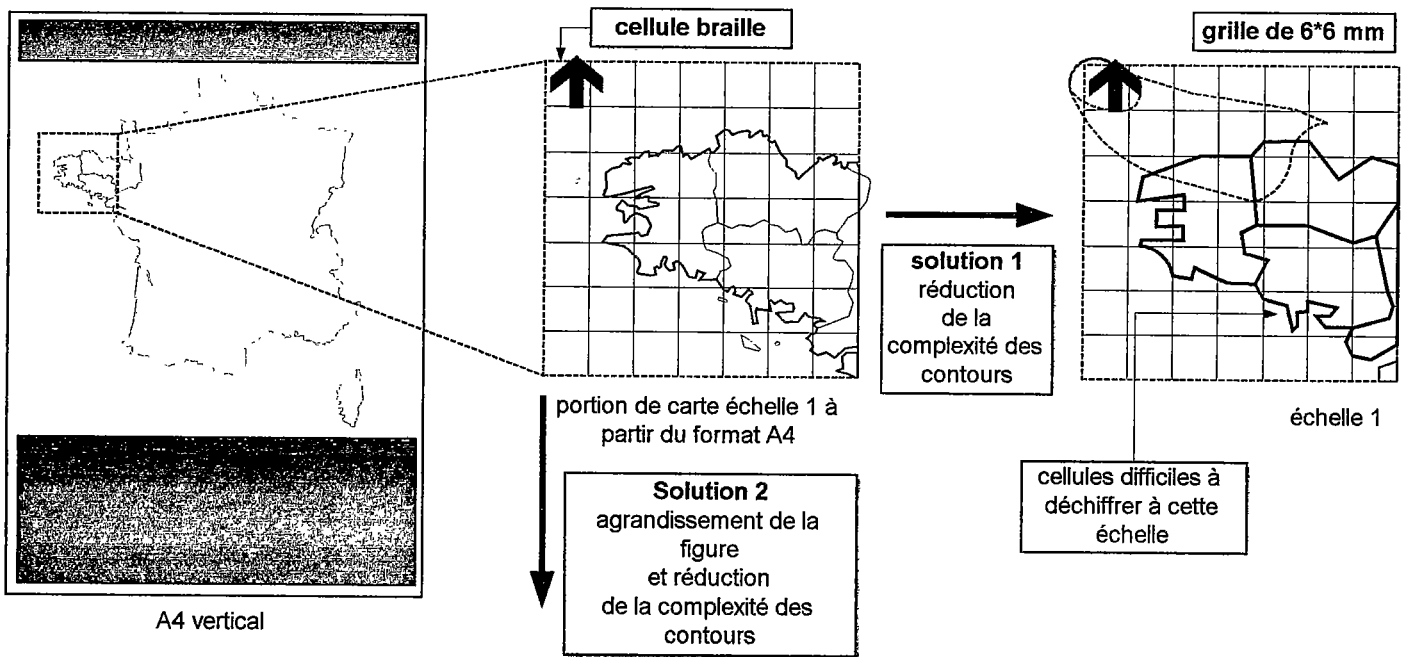 cellule braille
grille de 6*6 mm
solution 1
réduction
de la
complexité des
contours
portion de carte échelle 1 à
partir du format A4
échelle 1
cellules difficiles à
déchiffrer à cette
échelle
Solution 2
agrandissement de la
figure
et réduction
de la complexité des
contours
A4 vertical